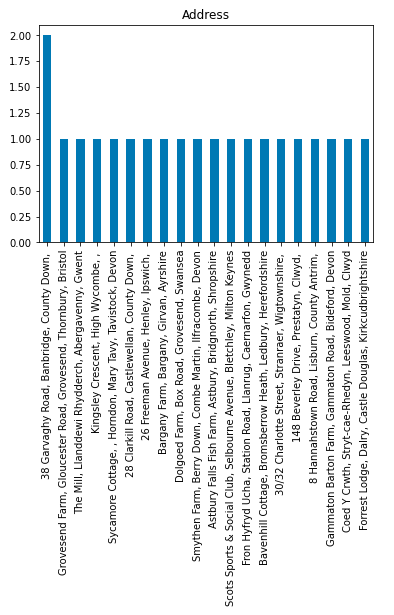 Address
2.00
1.75
1.50
1.25
1.00
0.75
0.50
0.25
0.00
38 Garvaghy Road, Banbridge, County Down,
Grovesend Farm, Gloucester Road, Grovesend, Thornbury, Bristol
The Mill, Llanddewi Rhydderch, Abergavenny, Gwent
Kingsley Crescent, High Wycombe, ,
Sycamore Cottage, , Horndon, Mary Tavy, Tavistock, Devon
28 Clarkill Road, Castlewellan, County Down,
26 Freeman Avenue, Henley, Ipswich,
Bargany Farm, Bargany, Girvan, Ayrshire
Dolgoed Farm, Box Road, Grovesend, Swansea
Smythen Farm, Berry Down, Combe Martin, Ilfracombe, Devon
Astbury Falls Fish Farm, Astbury, Bridgnorth, Shropshire
Scots Sports & Social Club, Selbourne Avenue, Bletchley, Milton Keynes
Fron Hyfryd Ucha, Station Road, Llanrug, Caernarfon, Gwynedd
Bavenhill Cottage, Bromsberrow Heath, Ledbury, Herefordshire
30/32 Charlotte Street, Stranraer, Wigtownshire,
148 Beverley Drive, Prestatyn, Clwyd,
8 Hannahstown Road, Lisburn, County Antrim,
Gammaton Barton Farm, Gammaton Road, Bideford, Devon
Coed Y Crwth, Stryt-cae-Rhedyn, Leeswood, Mold, Clwyd
Forrest Lodge, Dalry, Castle Douglas, Kirkcudbrightshire